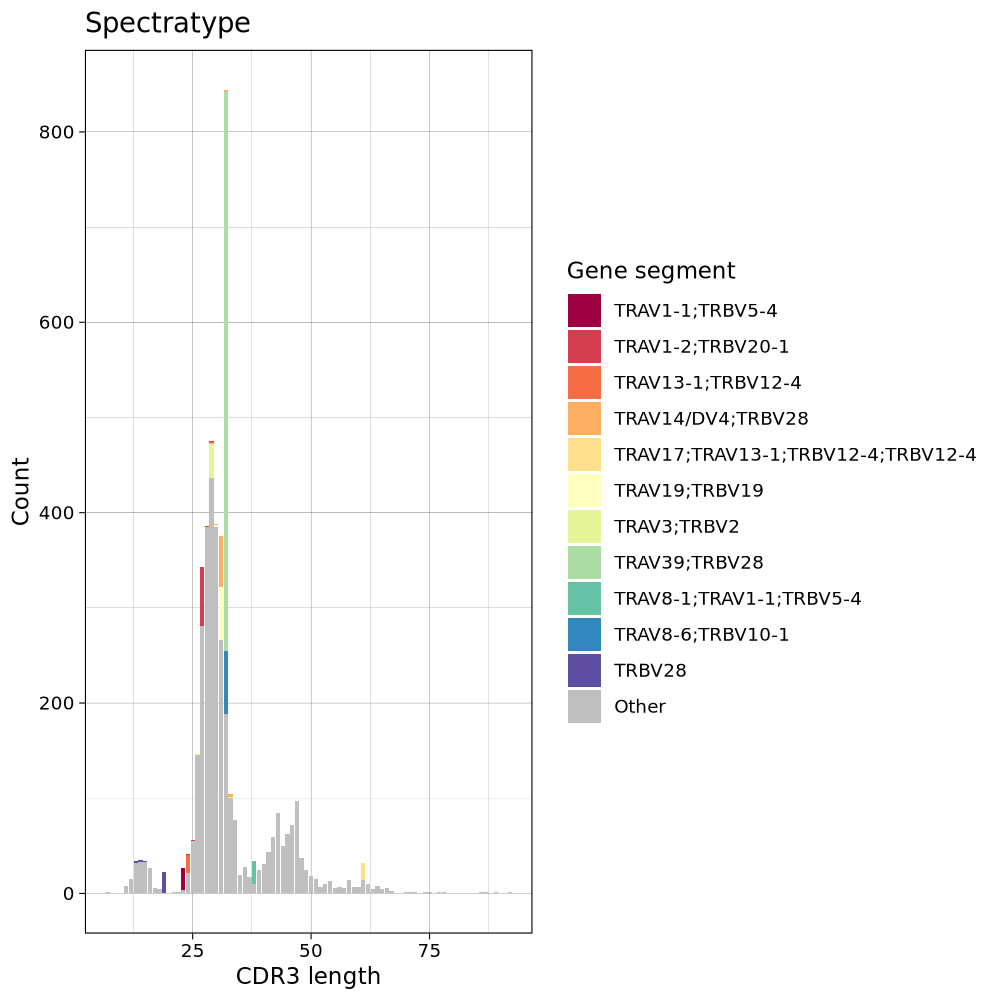 Spectratype
800
600
400
200
0
Count
25
50
75
CDR3 length
Gene segment
TRAV1-1;TRBV5-4
TRAV1-2;TRBV20-1
TRAV13-1;TRBV12-4
TRAV14/DV4;TRBV28
TRAV17;TRAV13-1;TRBV12-4;TRBV12-4
TRAV19;TRBV19
TRAV3;TRBV2
TRAV39;TRBV28
TRAV8-1;TRAV1-1;TRBV5-4
TRAV8-6;TRBV10-1
TRBV28
Other